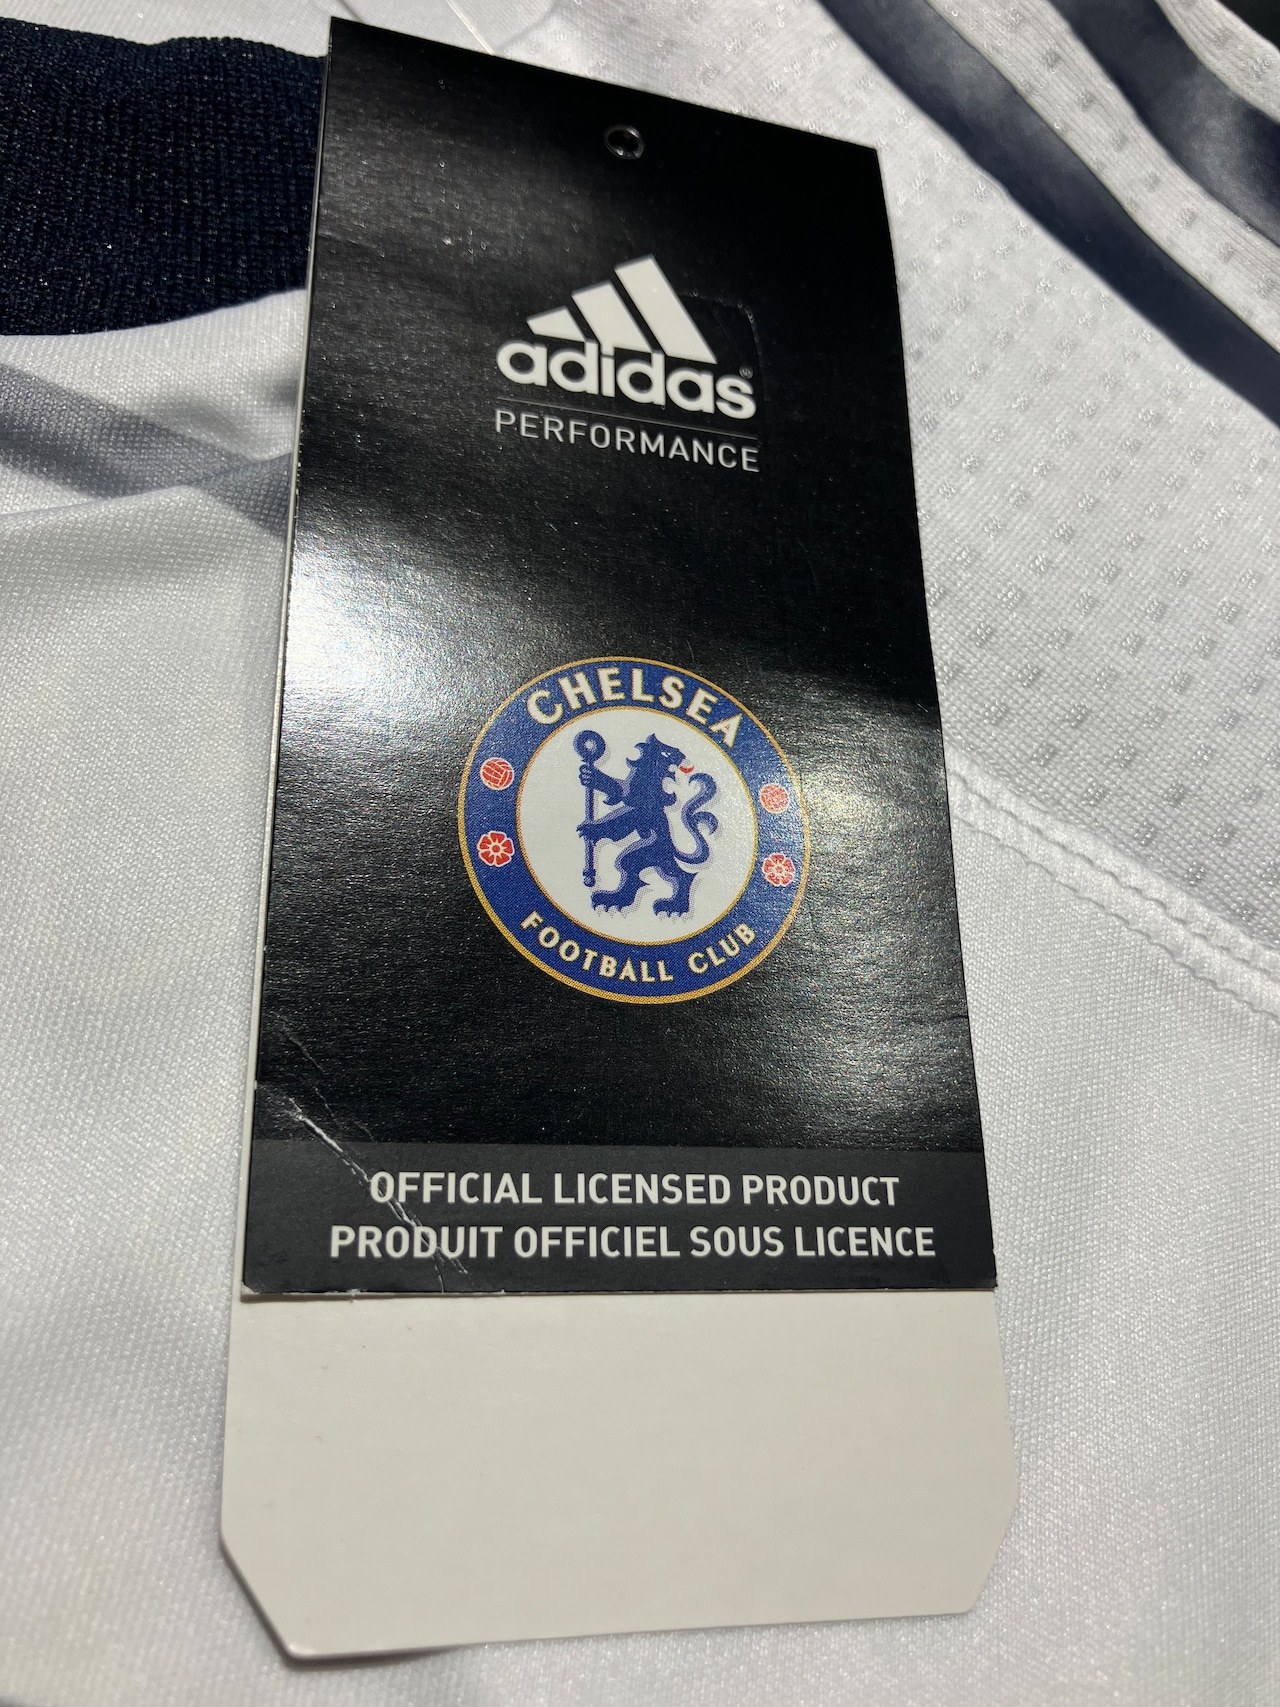 adidas
PERFORMANCE
CHELSEA
FOOTBALL CLUB
OFFICIAL LICENSED PRODUCT
PRODUIT OFFICIEL SOUS LICENCE